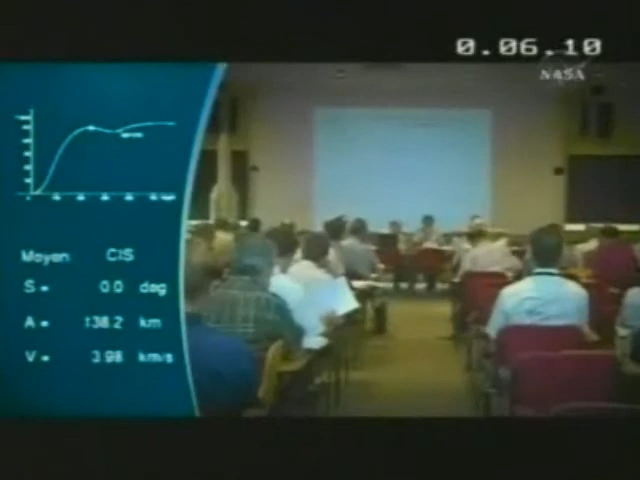 0.06.10
NASA
Moyen CIS
S = 0.0 deg
A = 138.2 km
V = 3.98 km/s